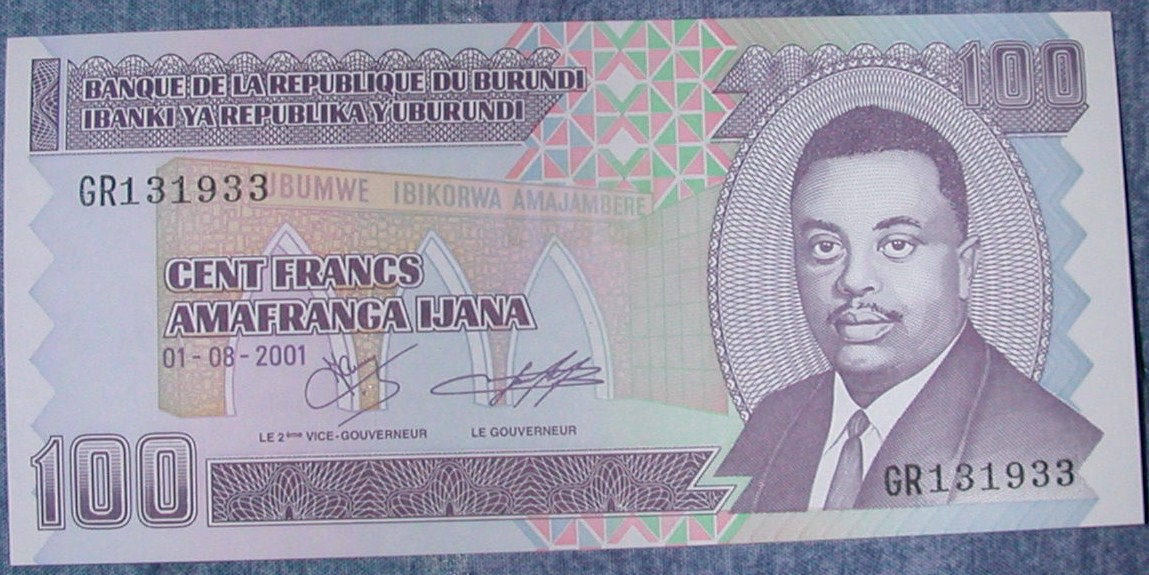 BANQUE DE LA REPUBLIQUE DU BURUNDI
IBANKI YA REPUBLIKA Y'UBURUNDI
100
GR131933
UBUMWE IBIKORWA AMAJAMBERE
CENT FRANCS
AMAFRANGA IJANA
01-08-2001
LE 2ème VICE-GOUVERNEUR LE GOUVERNEUR
100
GR131933